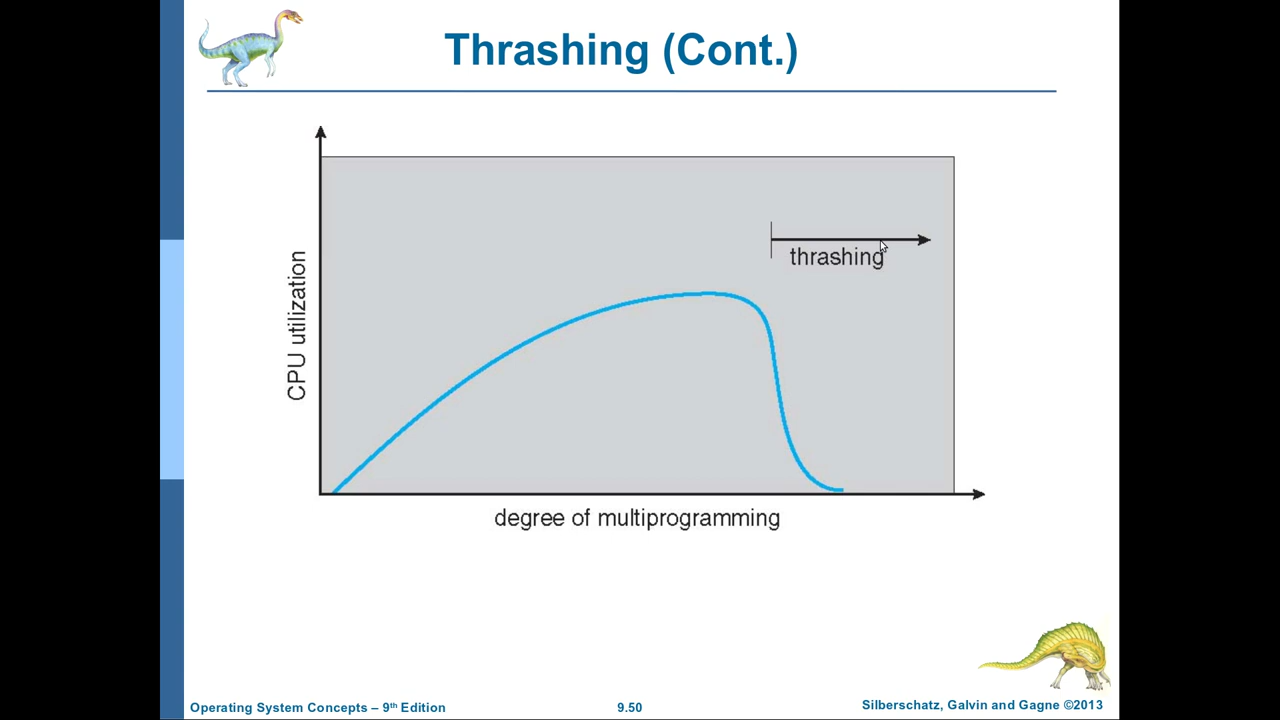 Thrashing (Cont.)
thrashing
CPU utilization
degree of multiprogramming
Operating System Concepts – 9th Edition
9.50
Silberschatz, Galvin and Gagne ©2013